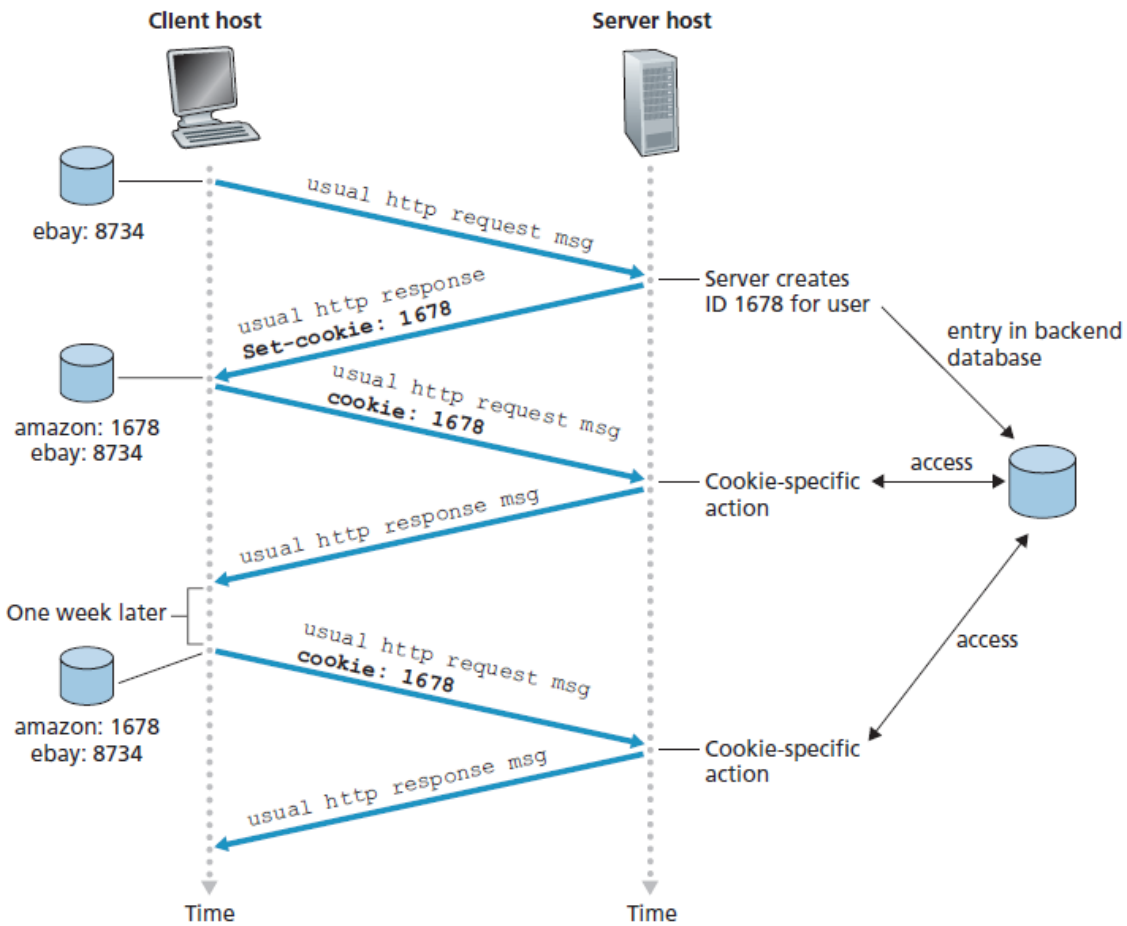 Client host
Server host
usual http request msg
ebay: 8734
Server creates
ID 1678 for user
usual http response
Set-cookie: 1678
entry in backend
database
usual http request msg
cookie: 1678
amazon: 1678
ebay: 8734
access
Cookie-specific
action
usual http response msg
One week later
usual http request msg
cookie: 1678
access
amazon: 1678
ebay: 8734
Cookie-specific
action
usual http response msg
Time
Time